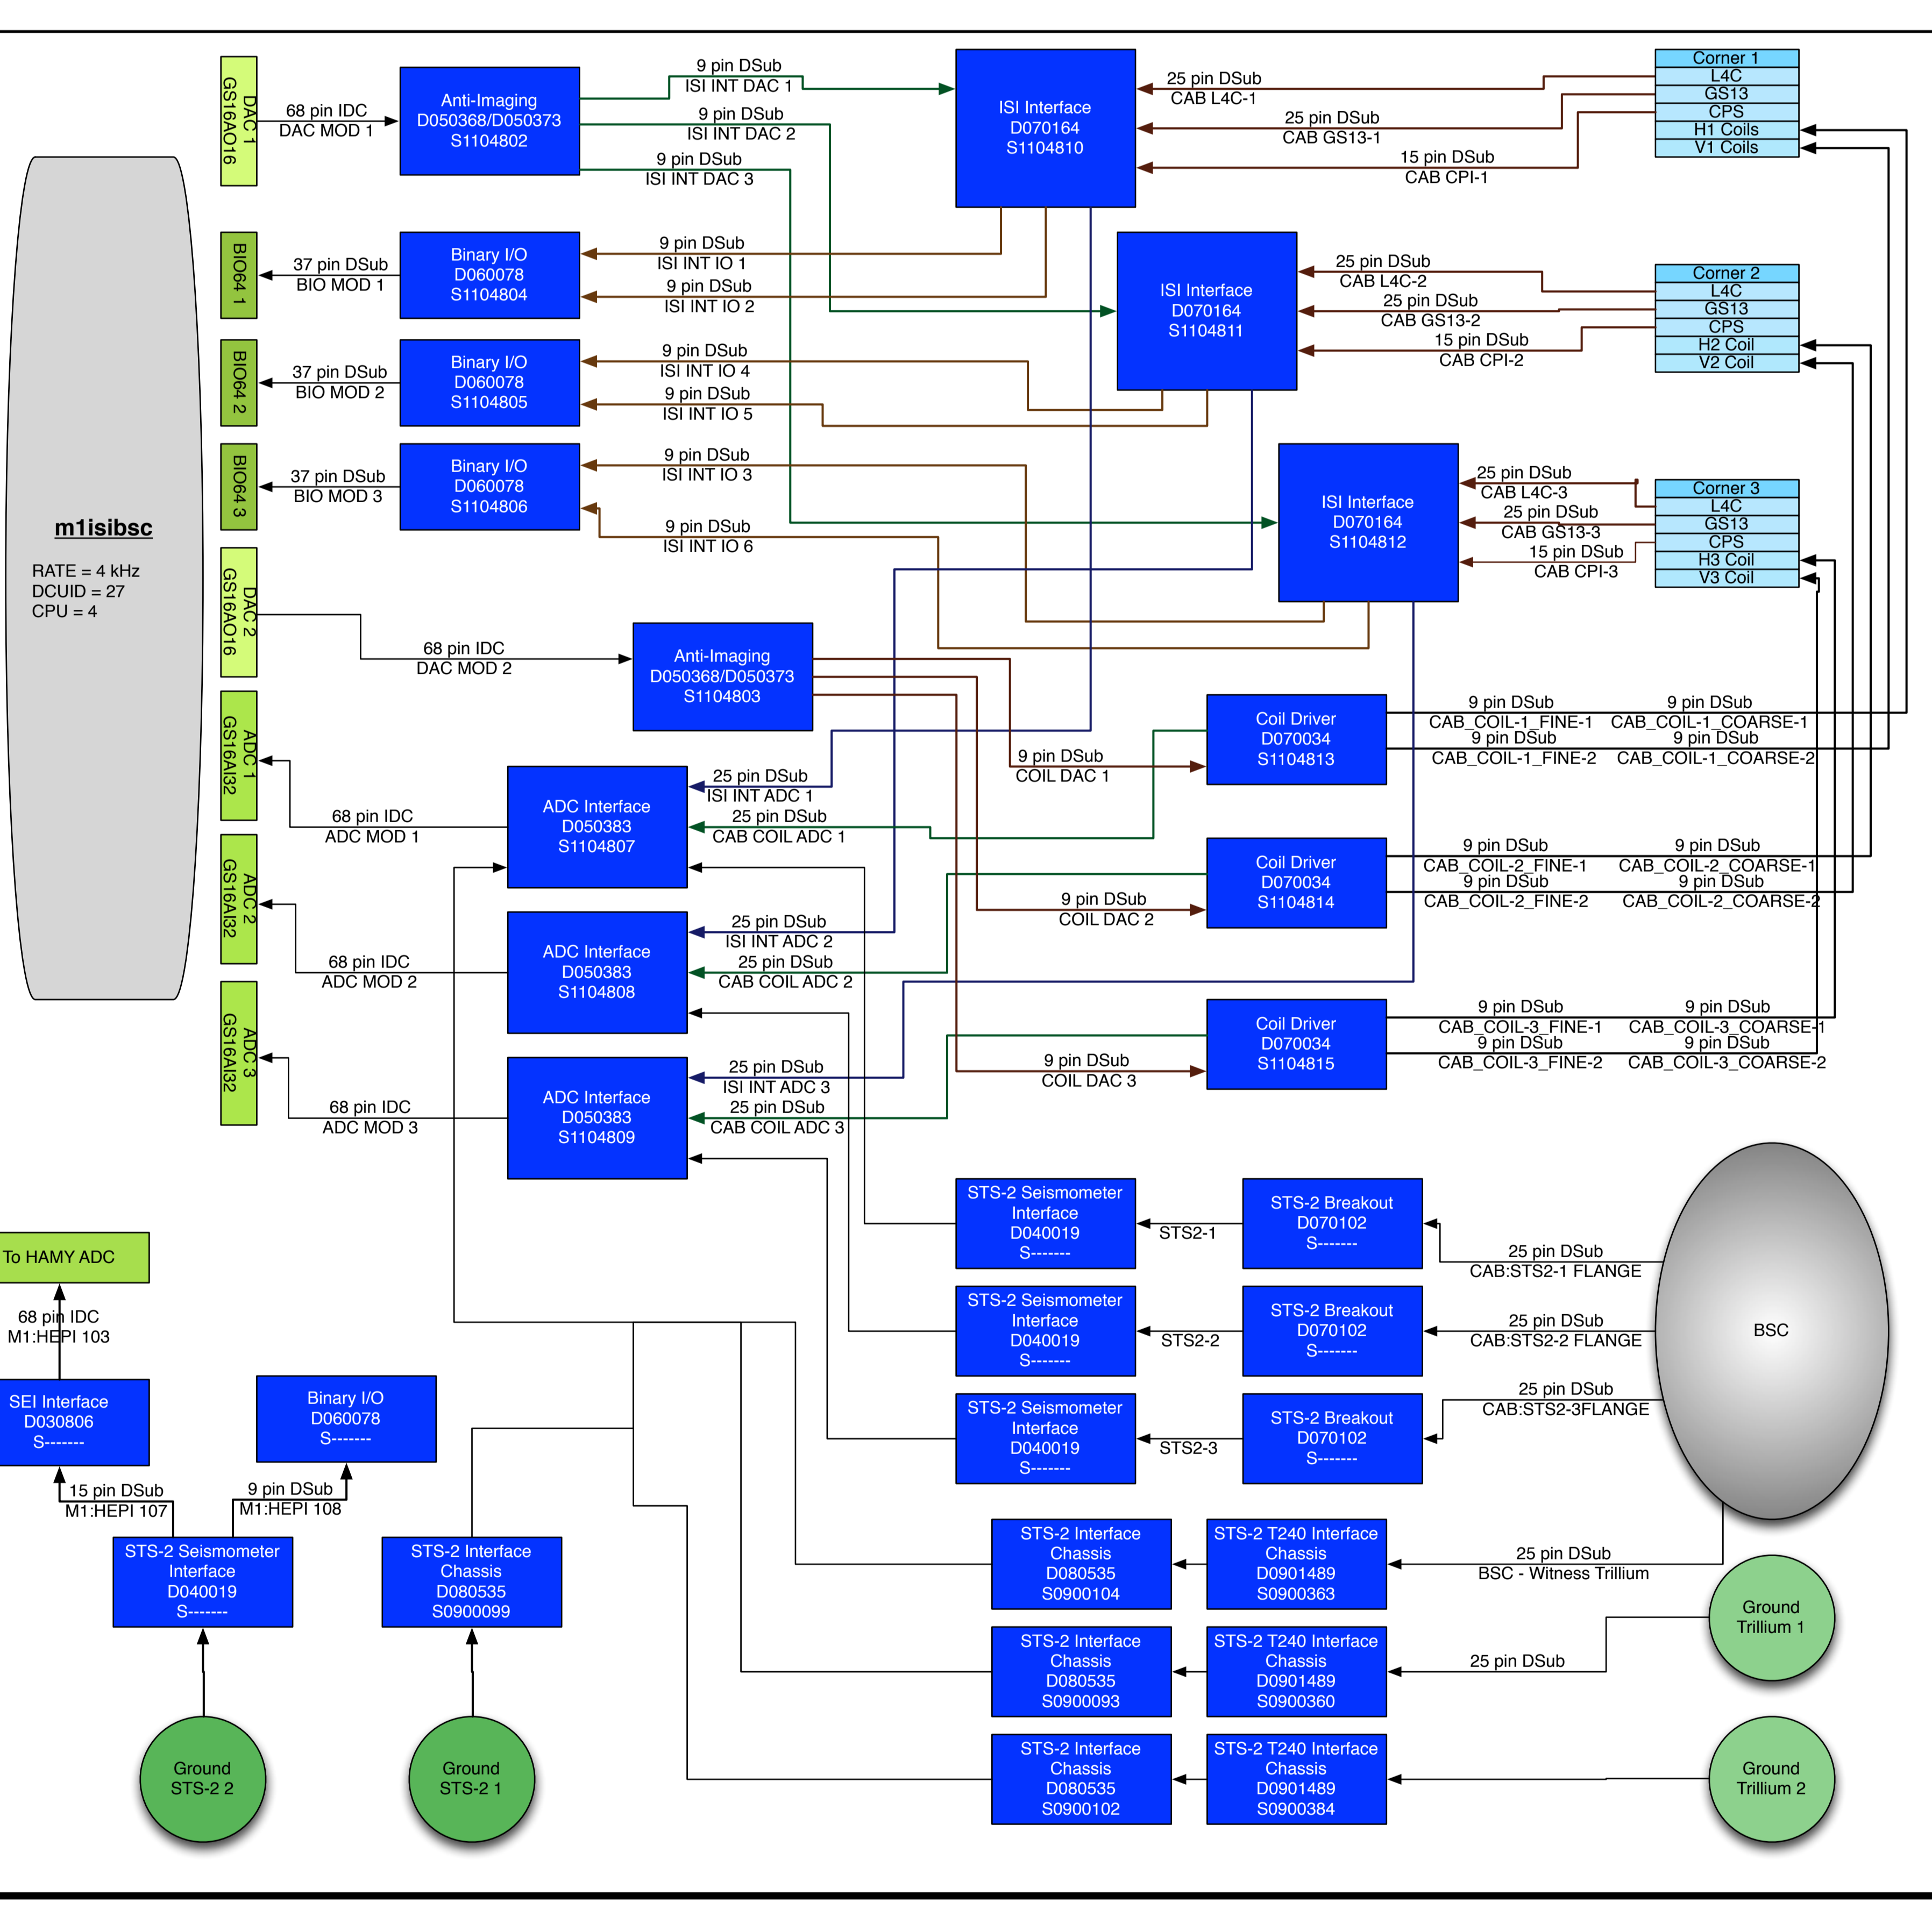 DAC 1
GS16AO16
68 pin IDC
DAC MOD 1
Anti-Imaging
D050368/D050373
S1104802
9 pin DSub
ISI INT DAC 1
9 pin DSub
ISI INT DAC 2
9 pin DSub
ISI INT DAC 3
ISI Interface
D070164
S1104810
25 pin DSub
CAB L4C-1
25 pin DSub
CAB GS13-1
15 pin DSub
CAB CPI-1
Corner 1
L4C
GS13
CPS
H1 Coils
V1 Coils
BIO64 1
37 pin DSub
BIO MOD 1
Binary I/O
D060078
S1104804
9 pin DSub
ISI INT IO 1
9 pin DSub
ISI INT IO 2
ISI Interface
D070164
S1104811
25 pin DSub
CAB L4C-2
25 pin DSub
CAB GS13-2
15 pin DSub
CAB CPI-2
Corner 2
L4C
GS13
CPS
H2 Coil
V2 Coil
BIO64 2
37 pin DSub
BIO MOD 2
Binary I/O
D060078
S1104805
9 pin DSub
ISI INT IO 4
9 pin DSub
ISI INT IO 5
BIO64 3
37 pin DSub
BIO MOD 3
Binary I/O
D060078
S1104806
9 pin DSub
ISI INT IO 3
9 pin DSub
ISI INT IO 6
ISI Interface
D070164
S1104812
25 pin DSub
CAB L4C-3
25 pin DSub
CAB GS13-3
15 pin DSub
CAB CPI-3
Corner 3
L4C
GS13
CPS
H3 Coil
V3 Coil
m1isibsc
RATE = 4 kHz
DCUID = 27
CPU = 4
DAC 2
GS16AO16
68 pin IDC
DAC MOD 2
Anti-Imaging
D050368/D050373
S1104803
9 pin DSub
COIL DAC 1
Coil Driver
D070034
S1104813
9 pin DSub
CAB_COIL-1_FINE-1
9 pin DSub
CAB_COIL-1_COARSE-1
9 pin DSub
CAB_COIL-1_FINE-2
9 pin DSub
CAB_COIL-1_COARSE-2
ADC 1
GS16AI32
68 pin IDC
ADC MOD 1
ADC Interface
D050383
S1104807
25 pin DSub
ISI INT ADC 1
25 pin DSub
CAB COIL ADC 1
9 pin DSub
COIL DAC 2
Coil Driver
D070034
S1104814
9 pin DSub
CAB_COIL-2_FINE-1
9 pin DSub
CAB_COIL-2_COARSE-1
9 pin DSub
CAB_COIL-2_FINE-2
9 pin DSub
CAB_COIL-2_COARSE-2
ADC 2
GS16AI32
68 pin IDC
ADC MOD 2
ADC Interface
D050383
S1104808
25 pin DSub
ISI INT ADC 2
25 pin DSub
CAB COIL ADC 2
9 pin DSub
COIL DAC 3
Coil Driver
D070034
S1104815
9 pin DSub
CAB_COIL-3_FINE-1
9 pin DSub
CAB_COIL-3_COARSE-1
9 pin DSub
CAB_COIL-3_FINE-2
9 pin DSub
CAB_COIL-3_COARSE-2
ADC 3
GS16AI32
68 pin IDC
ADC MOD 3
ADC Interface
D050383
S1104809
25 pin DSub
ISI INT ADC 3
25 pin DSub
CAB COIL ADC 3
STS-2 Seismometer
Interface
D040019
S-------
STS2-1
STS-2 Breakout
D070102
S-------
25 pin DSub
CAB:STS2-1 FLANGE
STS-2 Seismometer
Interface
D040019
S-------
STS2-2
STS-2 Breakout
D070102
S-------
25 pin DSub
CAB:STS2-2 FLANGE
BSC
STS-2 Seismometer
Interface
D040019
S-------
STS2-3
STS-2 Breakout
D070102
S-------
25 pin DSub
CAB:STS2-3FLANGE
To HAMY ADC
68 pin IDC
M1:HEPI 103
SEI Interface
D030806
S-------
Binary I/O
D060078
S-------
15 pin DSub
M1:HEPI 107
9 pin DSub
M1:HEPI 108
STS-2 Seismometer
Interface
D040019
S-------
STS-2 Interface
Chassis
D080535
S0900099
STS-2 Interface
Chassis
D080535
S0900104
STS-2 T240 Interface
Chassis
D0901489
S0900363
25 pin DSub
BSC - Witness Trillium
Ground
Trillium 1
STS-2 Interface
Chassis
D080535
S0900093
STS-2 T240 Interface
Chassis
D0901489
S0900360
25 pin DSub
Ground
STS-2 2
Ground
STS-2 1
STS-2 Interface
Chassis
D080535
S0900102
STS-2 T240 Interface
Chassis
D0901489
S0900384
Ground
Trillium 2